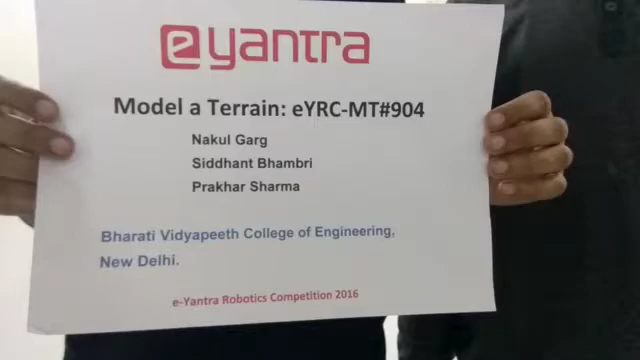 eyantra
Model a Terrain: eYRC-MT#904
Nakul Garg
Siddhant Bhambri
Prakhar Sharma
Bharati Vidyapeeth College of Engineering,
New Delhi.
e-Yantra Robotics Competition 2016